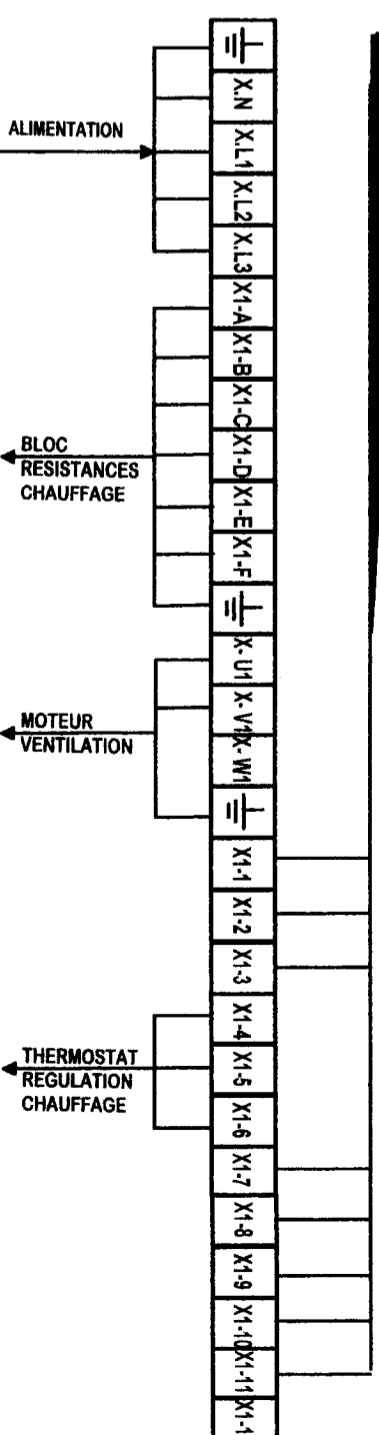 X.N
ALIMENTATION
X.L1
X.L2
X.L3
X1-A
X1-B
X1-C
BLOC
RESISTANCES
CHAUFFAGE
X1-D
X1-E
X1-F
X- U1
MOTEUR
VENTILATION
X- V1
X- W1
X1-1
X1-2
X1-3
X1-4
THERMOSTAT
REGULATION
CHAUFFAGE
X1-5
X1-6
X1-7
X1-8
X1-9
X1-10
X1-11
X1-1